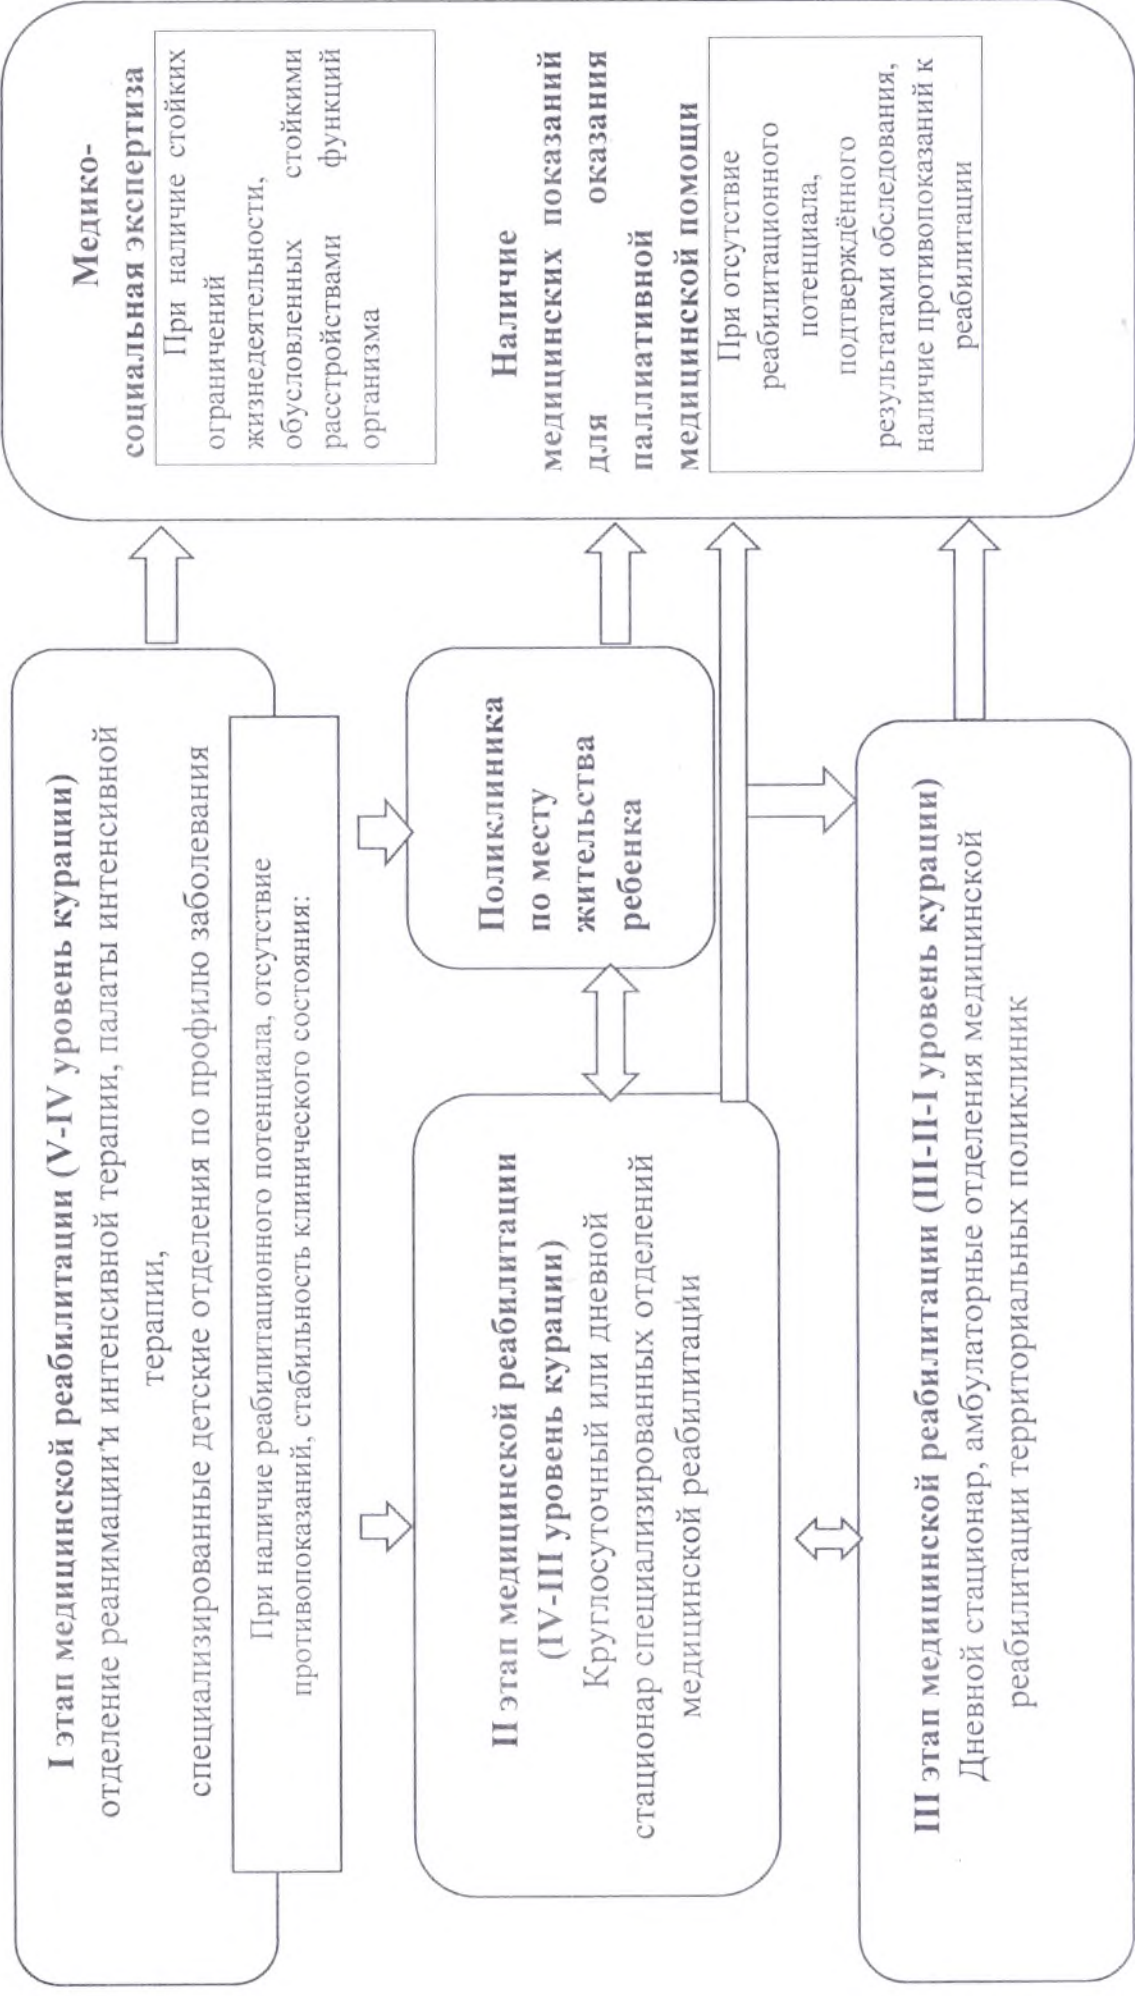 I этап медицинской реабилитации (V-IV уровень курации)
отделение реанимации и интенсивной терапии, палаты интенсивной
терапии,
специализированные детские отделения по профилю заболевания
При наличие реабилитационного потенциала, отсутствие
противопоказаний, стабильность клинического состояния:
II этап медицинской реабилитации
(IV-III уровень курации)
Круглосуточный или дневной
стационар специализированных отделений
медицинской реабилитации
Поликлиника
по месту
жительства
ребенка
III этап медицинской реабилитации (III-II-I уровень курации)
Дневной стационар, амбулаторные отделения медицинской
реабилитации территориальных поликлиник
Медико-
социальная экспертиза
При наличие стойких
ограничений
жизнедеятельности,
обусловленных стойкими
расстройствами функций
организма
Наличие
медицинских показаний
для оказания
паллиативной
медицинской помощи
При отсутствие
реабилитационного
потенциала,
подтверждённого
результатами обследования,
наличие противопоказаний к
реабилитации